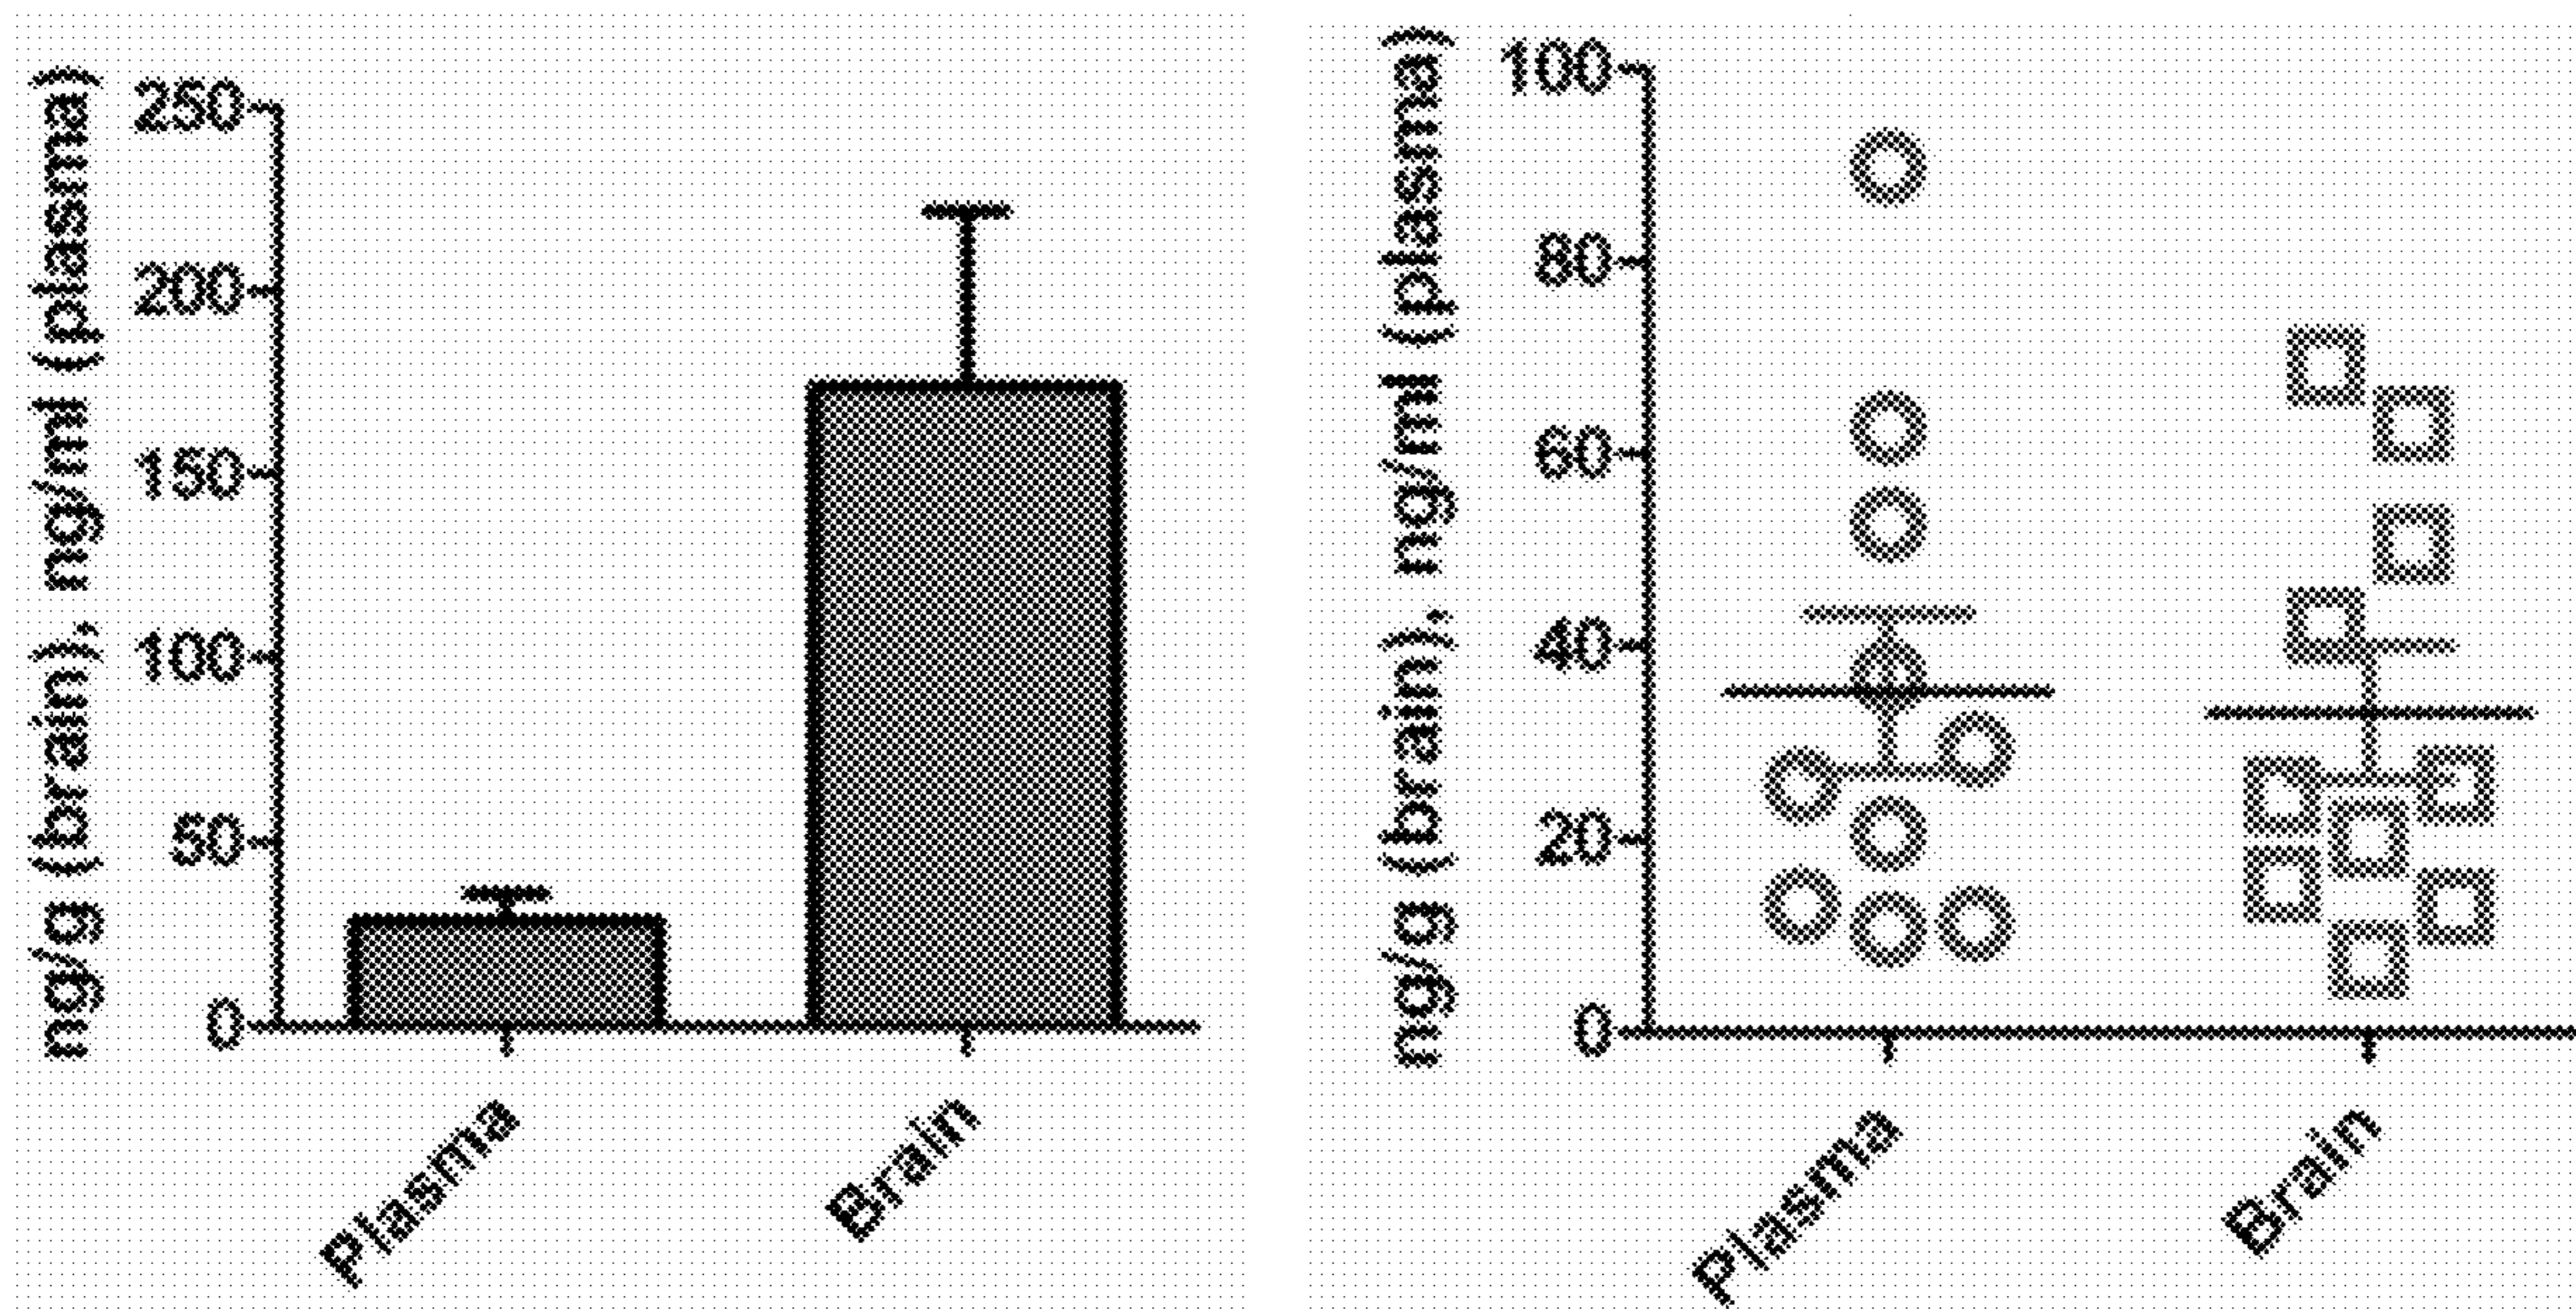 ng/g (brain), ng/ml (plasma)
250
200
150
100
50
0
Plasma
Brain
ng/g (brain), ng/ml (plasma)
100
80
60
40
20
0
Plasma
Brain